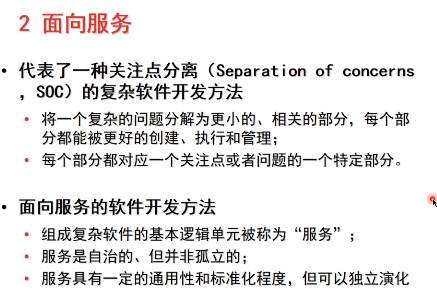 2 面向服务
• 代表了一种关注点分离（Separation of concerns
，SOC）的复杂软件开发方法
• 将一个复杂的问题分解为更小的、相关的部分，每个部
分都能被更好的创建、执行和管理；
• 每个部分都对应一个关注点或者问题的一个特定部分。
• 面向服务的软件开发方法
• 组成复杂软件的基本逻辑单元被称为“服务”；
• 服务是自治的、但并非孤立的；
• 服务具有一定的通用性和标准化程度，但可以独立演化